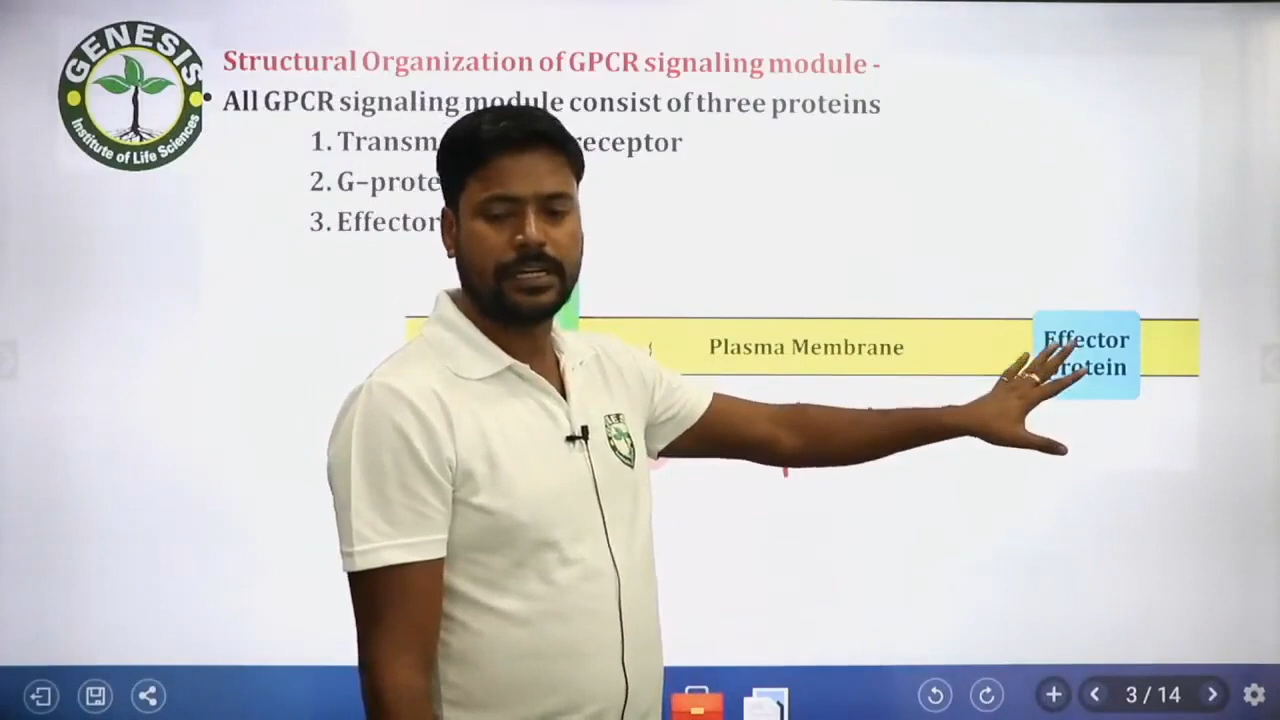 GENESIS
Institute of Life Sciences
Structural Organization of GPCR signaling module -
• All GPCR signaling module consist of three proteins
1. Transm receptor
2. G-prote
3. Effector
Plasma Membrane
Effector
protein
3 / 14